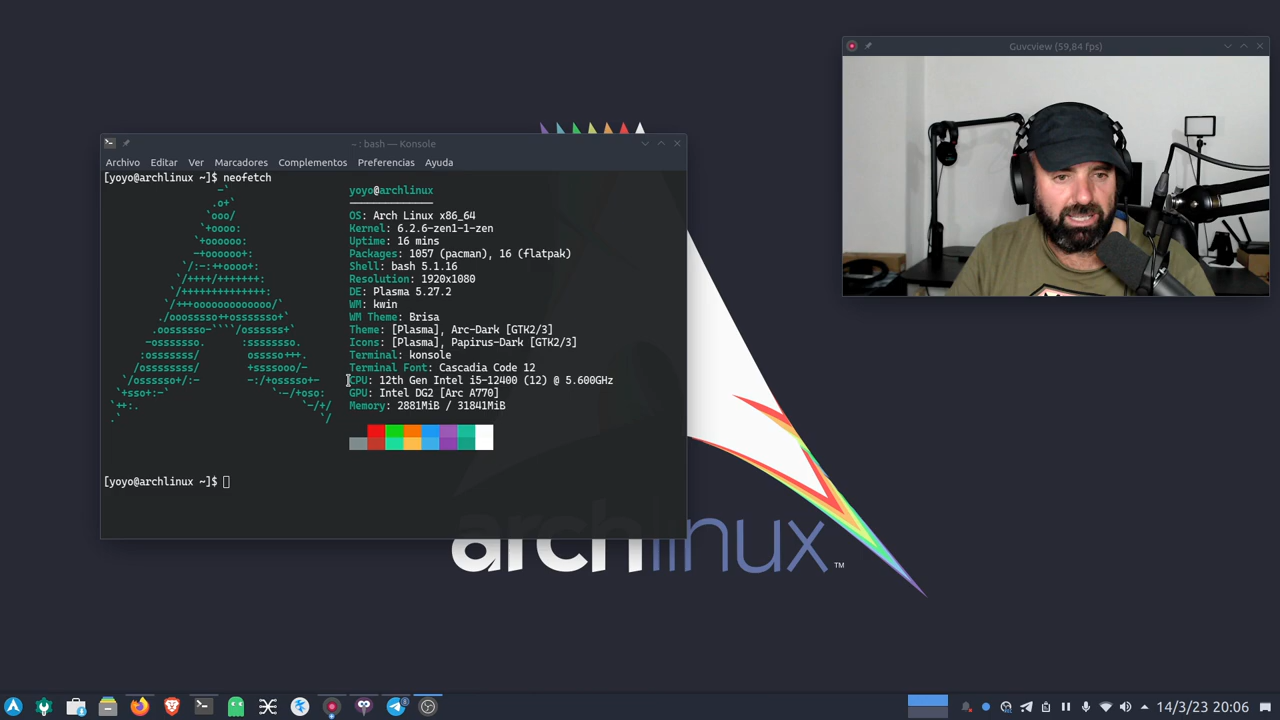 Guvcview (59,84 fps)
~ : bash — Konsole
Archivo Editar Ver Marcadores Complementos Preferencias Ayuda
[yoyo@archlinux ~]$ neofetch
yoyo@archlinux
OS: Arch Linux x86_64
Kernel: 6.2.6-zen1-1-zen
Uptime: 16 mins
Packages: 1057 (pacman), 16 (flatpak)
Shell: bash 5.1.16
Resolution: 1920x1080
DE: Plasma 5.27.2
WM: kwin
WM Theme: Brisa
Theme: [Plasma], Arc-Dark [GTK2/3]
Icons: [Plasma], Papirus-Dark [GTK2/3]
Terminal: konsole
Terminal Font: Cascadia Code 12
CPU: 12th Gen Intel i5-12400 (12) @ 5.600GHz
GPU: Intel DG2 [Arc A770]
Memory: 2881MiB / 31841MiB
[yoyo@archlinux ~]$
archlinux™
14/3/23 20:06